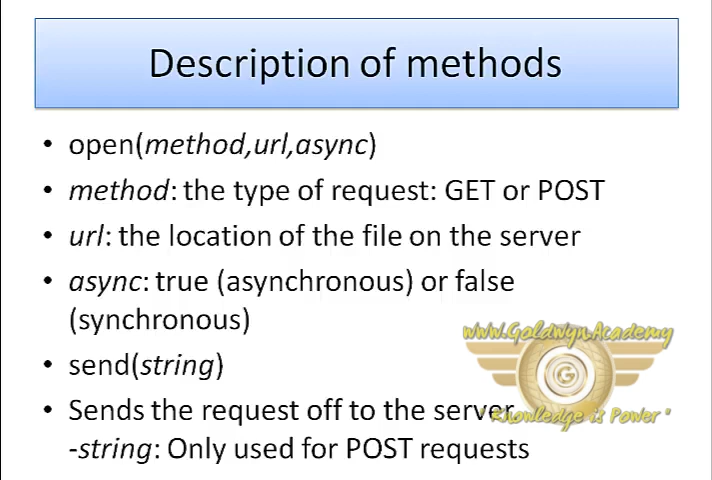 Description of methods
• open(method,url,async)
• method: the type of request: GET or POST
• url: the location of the file on the server
• async: true (asynchronous) or false
(synchronous)
www.GoldwynAcademy
• send(string)
G
• Sends the request off to the server
" Knowledge is Power "
-string: Only used for POST requests